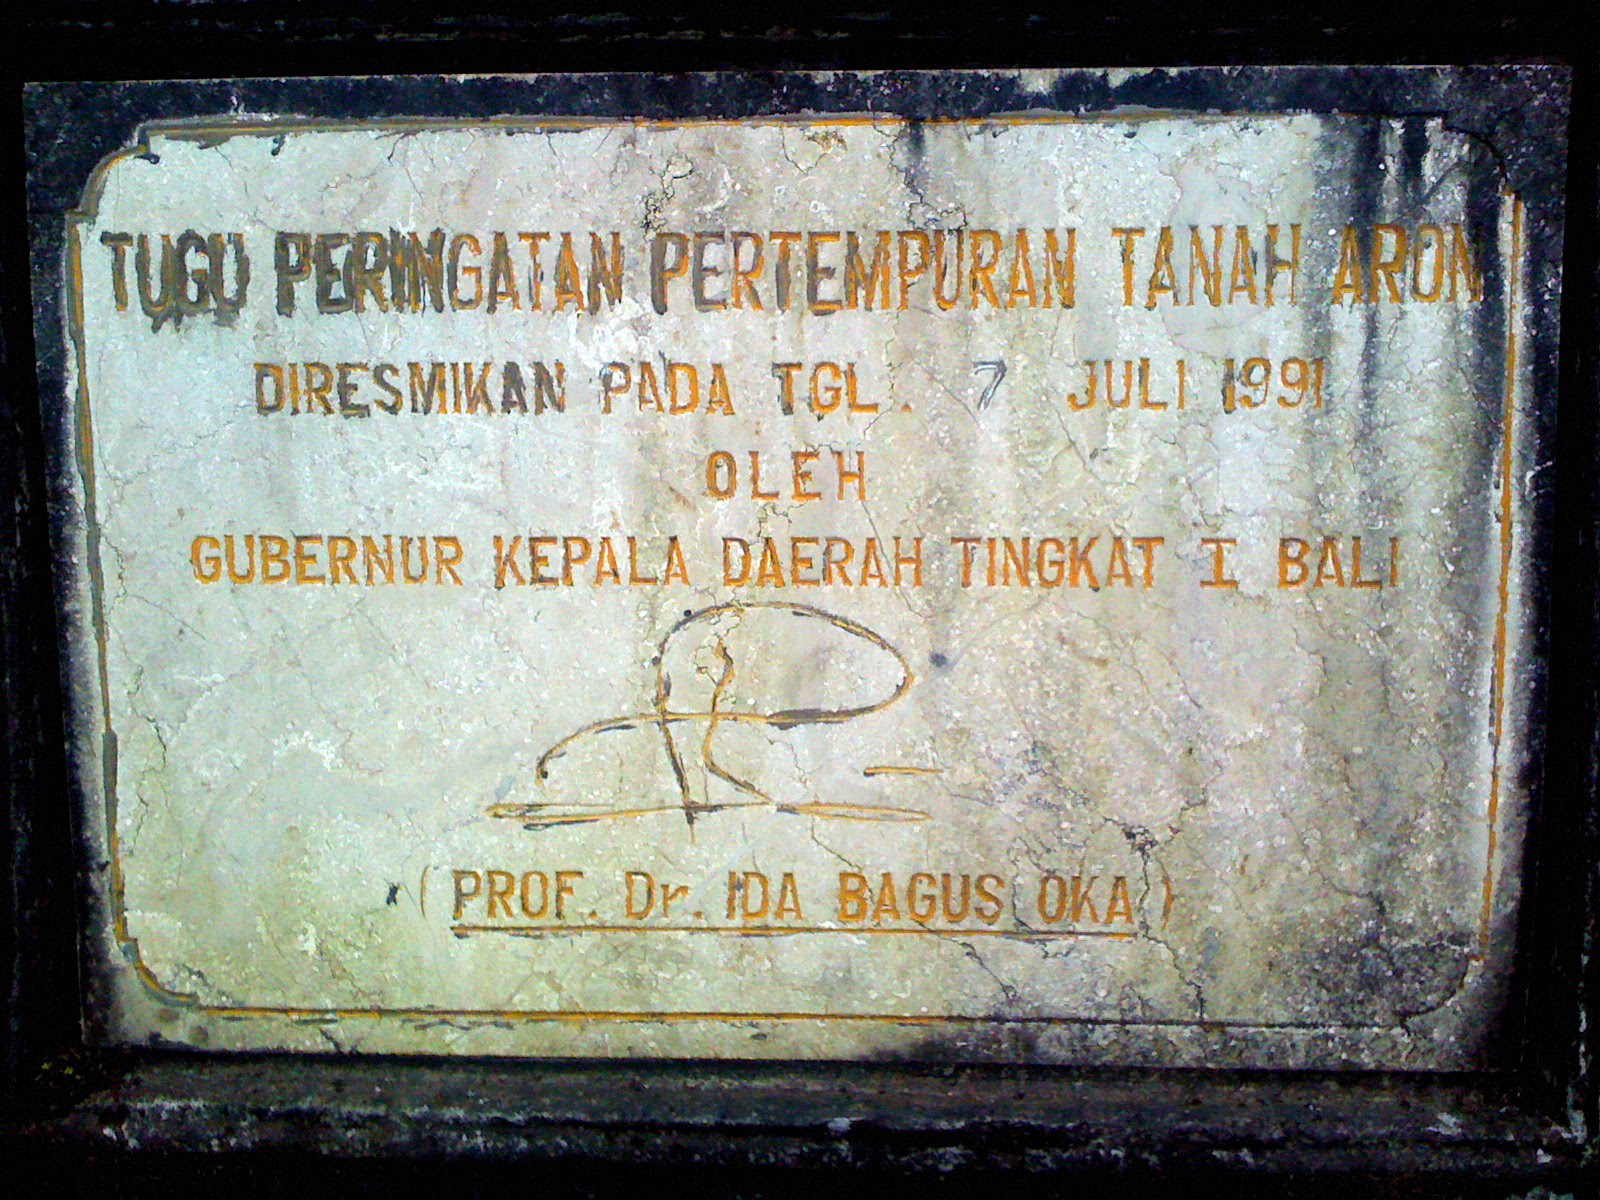 TUGU PERINGATAN PERTEMPURAN TANAH ARON
DIRESMIKAN PADA TGL. 7 JULI 1991
OLEH
GUBERNUR KEPALA DAERAH TINGKAT I BALI
( PROF. Dr. IDA BAGUS OKA )